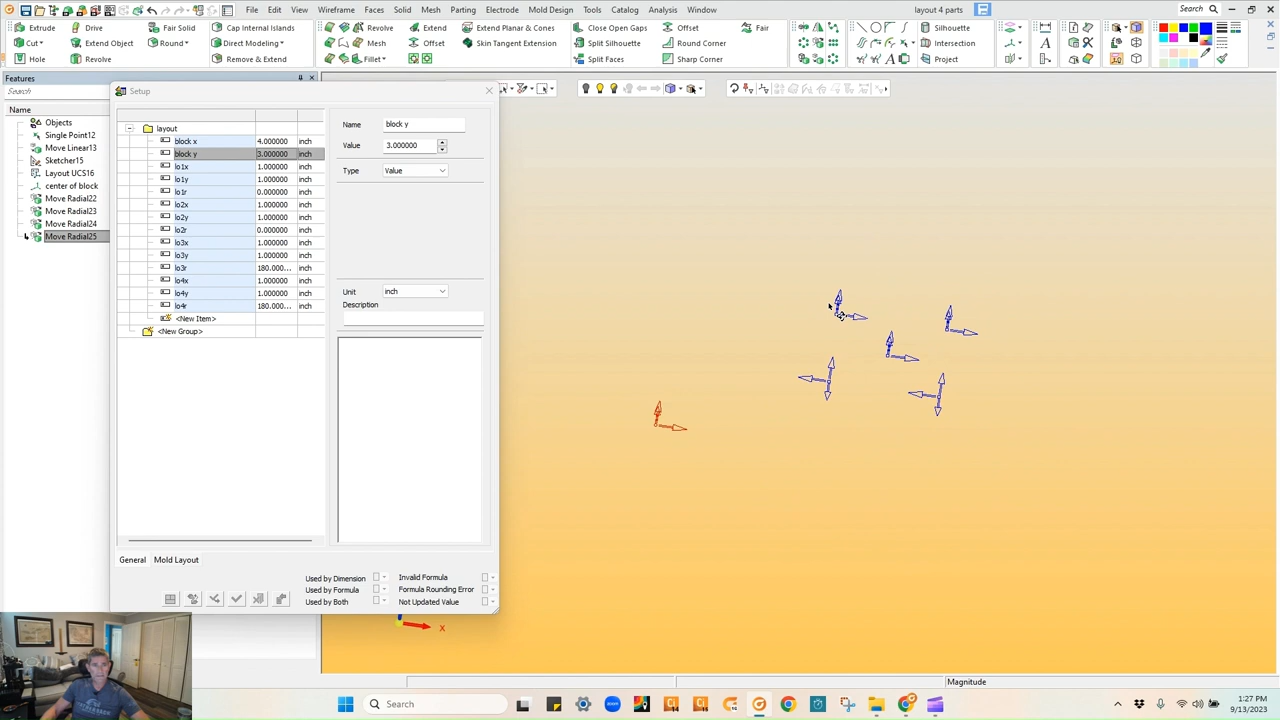 File Edit View Wireframe Faces Solid Mesh Parting Electrode Mold Design Tools Catalog Analysis Window layout 4 parts Search
Extrude Drive Fair Solid Cap Internal Islands Revolve Trim Extend Planar & Contours Close Open Gaps Offset Fair Silhouette
Cut Extend Object Round Direct Modeling Mesh Offset Skin Tangent Extension Split Silhouette Round Corner Intersection
Hole Revolve Remove & Extend Fillet Split Faces Sharp Corner Project
Features
Search
Name
Objects
Single Point12
Move Linear13
Sketcher15
Layout UCS16
center of block
Move Radial22
Move Radial23
Move Radial24
Move Radial25
Setup
layout
block x 4.000000 inch
block y 3.000000 inch
lo1x 1.000000 inch
lo1y 1.000000 inch
lo1r 0.000000 inch
lo2x 1.000000 inch
lo2y 1.000000 inch
lo2r 0.000000 inch
lo3x 1.000000 inch
lo3y 1.000000 inch
lo3r 180.000... inch
lo4x 1.000000 inch
lo4y 1.000000 inch
lo4r 180.000... inch
<New Item>
<New Group>
Name block y
Value 3.000000
Type Value
Unit inch
Description
General Mold Layout
Used by Dimension Invalid Formula
Used by Formula Formula Rounding Error
Used by Both Not Updated Value
X
Magnitude
Search
1:27 PM
9/13/2023